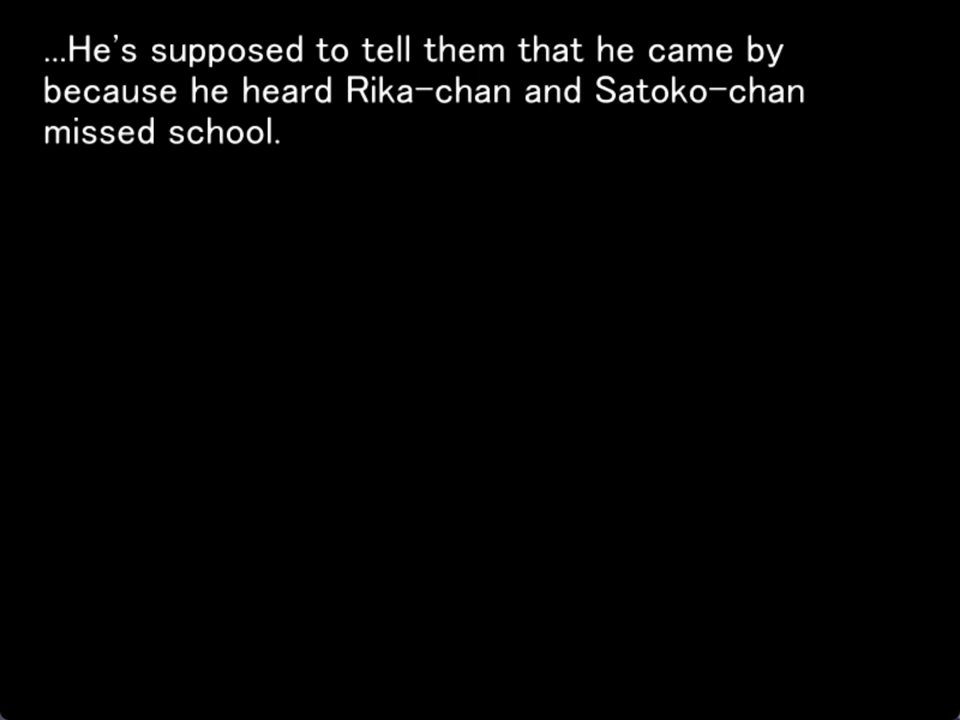 ...He's supposed to tell them that he came by
because he heard Rika-chan and Satoko-chan
missed school.